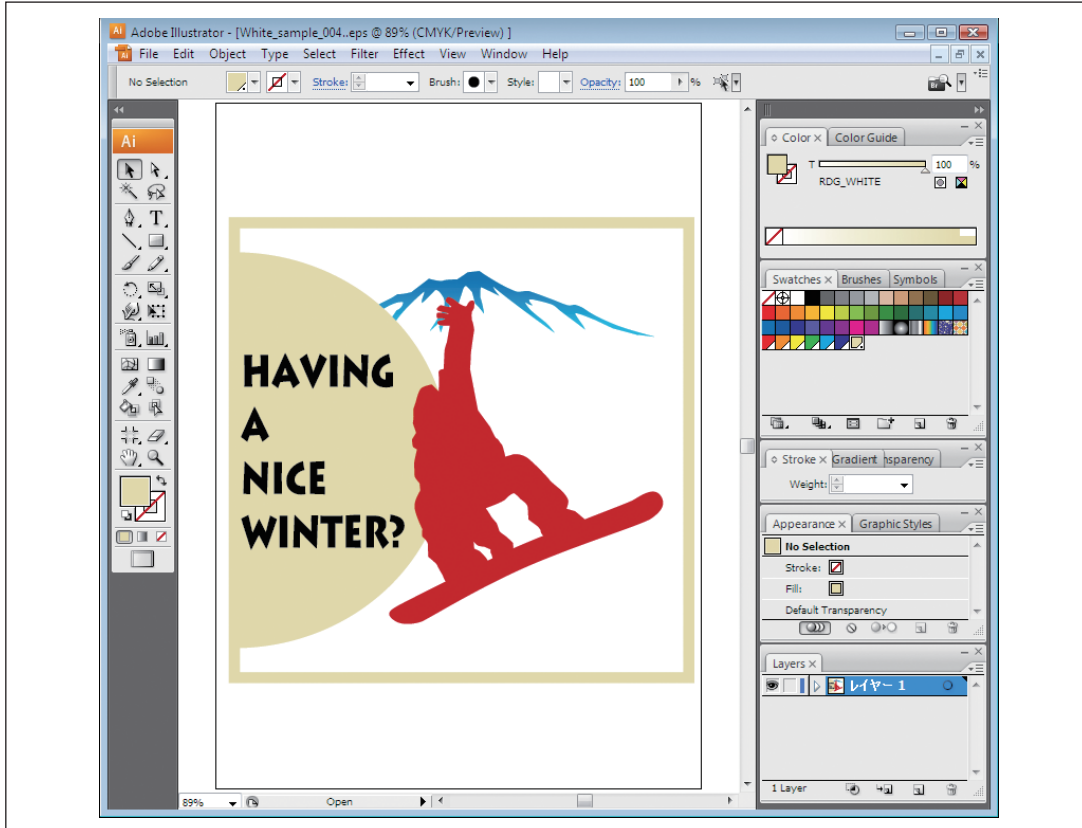 Adobe Illustrator - [White_sample_004..eps @ 89% (CMYK/Preview) ]
File Edit Object Type Select Filter Effect View Window Help
No Selection Stroke: Brush: Style: Opacity: 100 %
Ai
Color × Color Guide
T 100 %
RDG_WHITE
Swatches × Brushes Symbols
HAVING
A
NICE
WINTER?
Stroke × Gradient nsparency
Weight:
Appearance × Graphic Styles
No Selection
Stroke:
Fill:
Default Transparency
Layers ×
レイヤー 1
1 Layer
89% Open